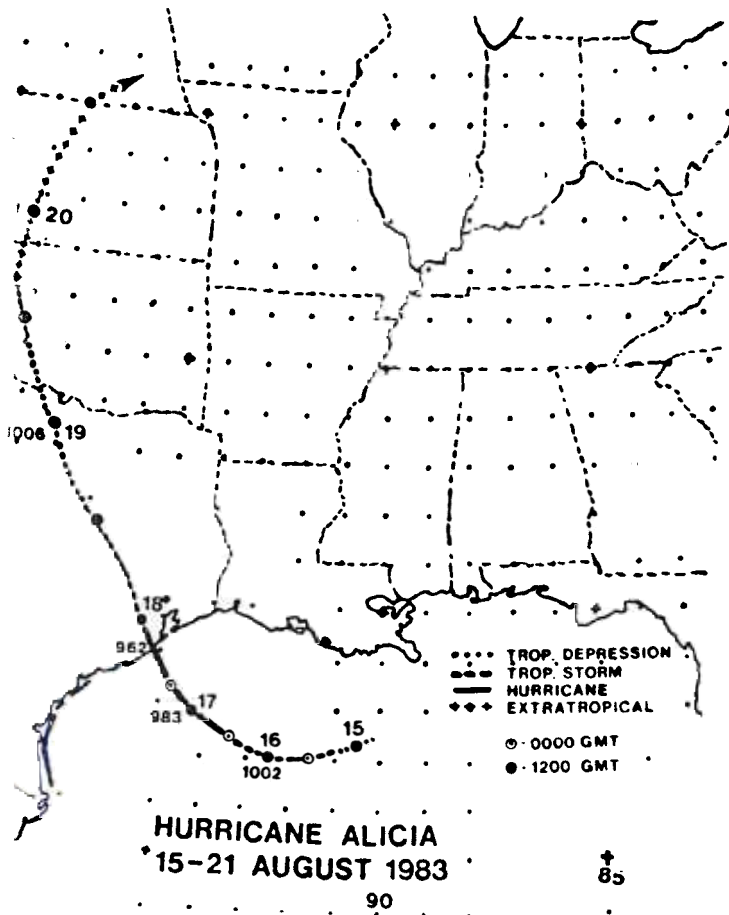 20
1006 19
18
962
983 17
16
1002
15
TROP. DEPRESSION
TROP. STORM
HURRICANE
EXTRATROPICAL
- 0000 GMT
- 1200 GMT
HURRICANE ALICIA
15-21 AUGUST 1983
85
90